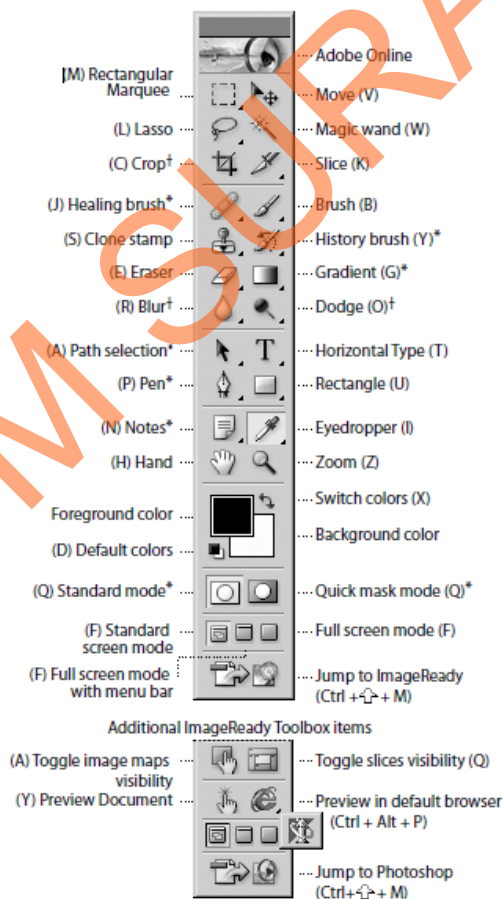 Adobe Online
(M) Rectangular
Marquee
Move (V)
(L) Lasso
Magic wand (W)
(C) Crop†
Slice (K)
(J) Healing brush*
Brush (B)
(S) Clone stamp
History brush (Y)*
(E) Eraser
Gradient (G)*
(R) Blur†
Dodge (O)†
(A) Path selection*
T
Horizontal Type (T)
(P) Pen*
Rectangle (U)
(N) Notes*
Eyedropper (I)
(H) Hand
Zoom (Z)
Switch colors (X)
Foreground color
Background color
(D) Default colors
(Q) Standard mode*
Quick mask mode (Q)*
(F) Standard
screen mode
Full screen mode (F)
(F) Full screen mode
with menu bar
Jump to ImageReady
(Ctrl +⇧+ M)
Additional ImageReady Toolbox items
(A) Toggle image maps
visibility
Toggle slices visibility (Q)
(Y) Preview Document
Preview in default browser
(Ctrl + Alt + P)
Jump to Photoshop
(Ctrl+⇧+ M)
M SURA